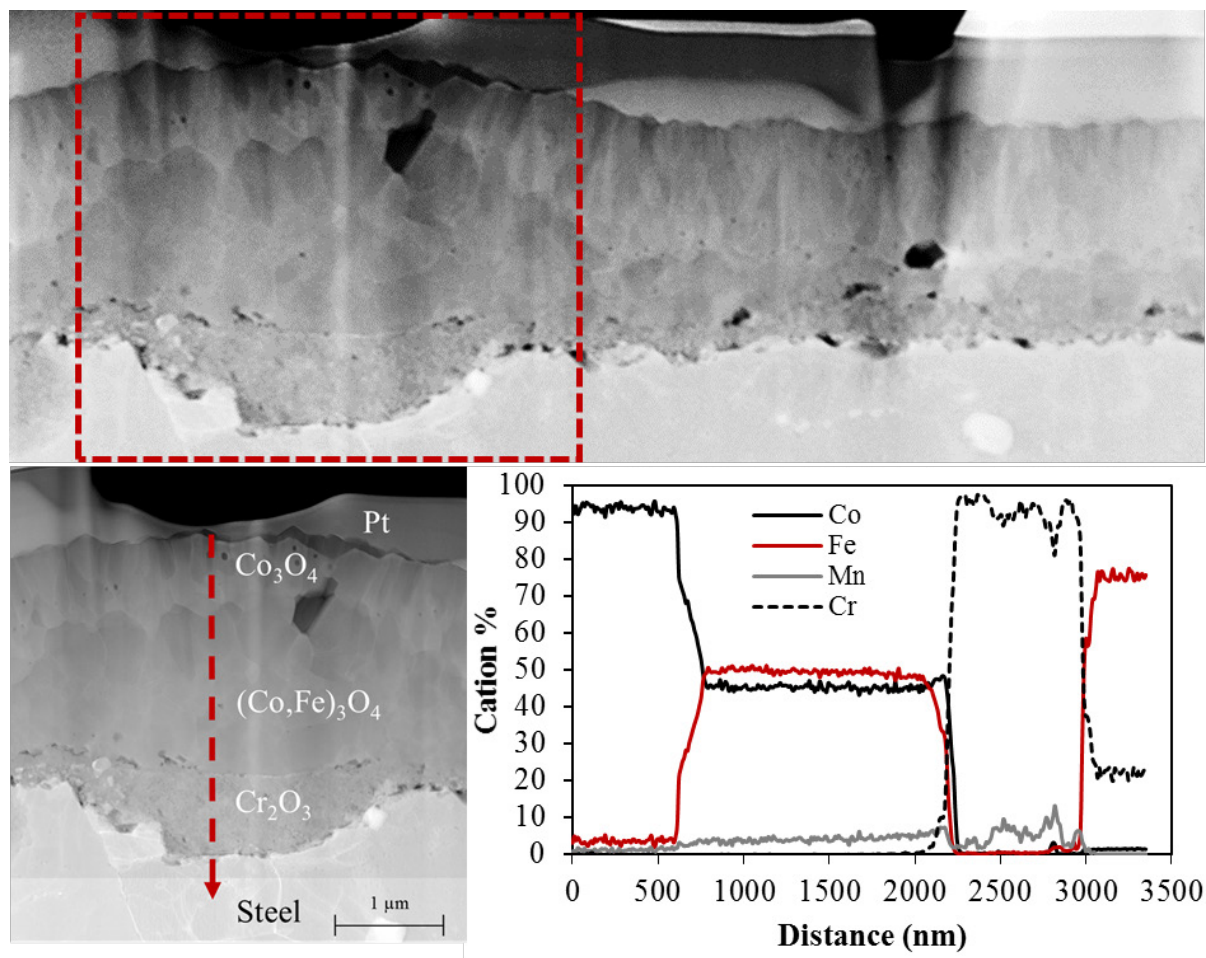 Pt
Co₃O₄
(Co,Fe)₃O₄
Cr₂O₃
Steel
1 µm
100
90
80
70
60
50
40
30
20
10
0
Cation %
Co
Fe
Mn
Cr
0 500 1000 1500 2000 2500 3000 3500
Distance (nm)